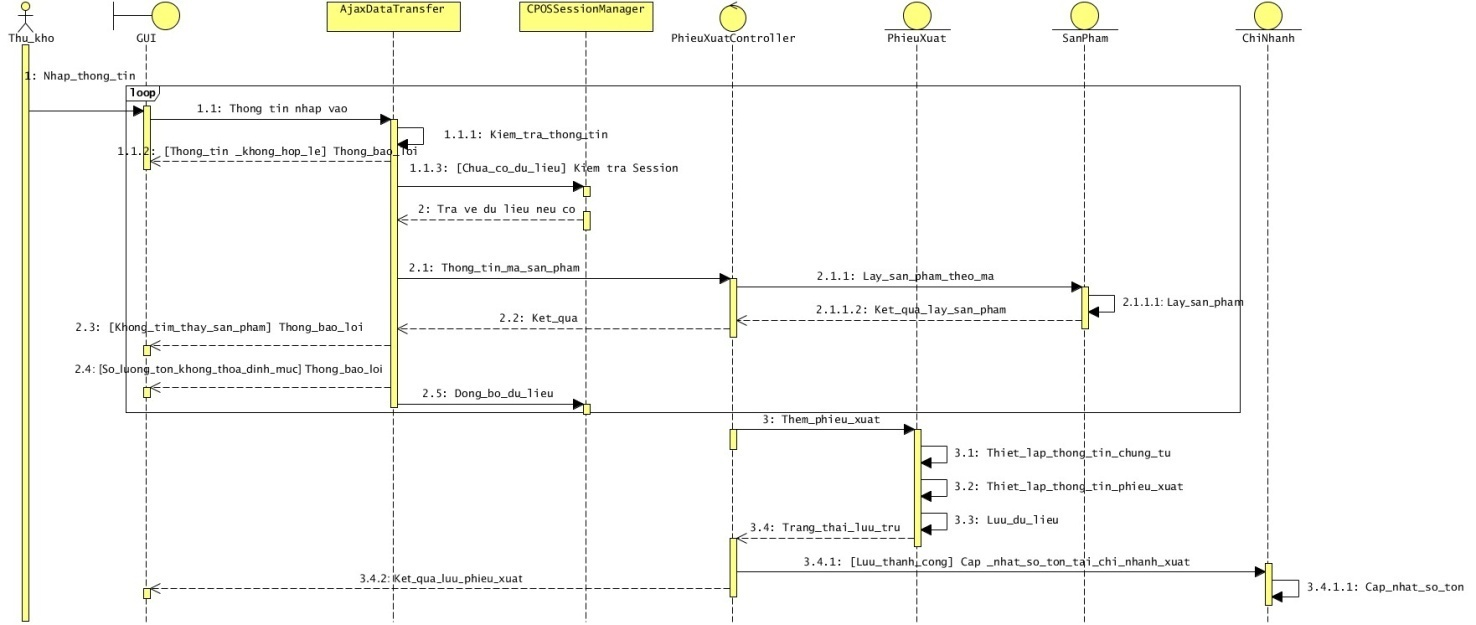 AjaxDataTransfer
CPOSSessionManager
Thu_kho
GUI
PhieuXuatController
PhieuXuat
SanPham
ChiNhanh
1: Nhap_thong_tin
loop
1.1: Thong tin nhap vao
1.1.1: Kiem_tra_thong_tin
1.1.2: [Thong_tin _khong_hop_le] Thong_bao_loi
1.1.3: [Chua_co_du_lieu] Kiem tra Session
2: Tra ve du lieu neu co
2.1: Thong_tin_ma_san_pham
2.1.1: Lay_san_pham_theo_ma
2.1.1.1: Lay_san_pham
2.1.1.2: Ket_qua_lay_san_pham
2.2: Ket_qua
2.3: [Khong_tim_thay_san_pham] Thong_bao_loi
2.4: [So_luong_ton_khong_thoa_dinh_muc] Thong_bao_loi
2.5: Dong_bo_du_lieu
3: Them_phieu_xuat
3.1: Thiet_lap_thong_tin_chung_tu
3.2: Thiet_lap_thong_tin_phieu_xuat
3.3: Luu_du_lieu
3.4: Trang_thai_luu_tru
3.4.1: [Luu_thanh_cong] Cap _nhat_so_ton_tai_chi_nhanh_xuat
3.4.2: Ket_qua_luu_phieu_xuat
3.4.1.1: Cap_nhat_so_ton